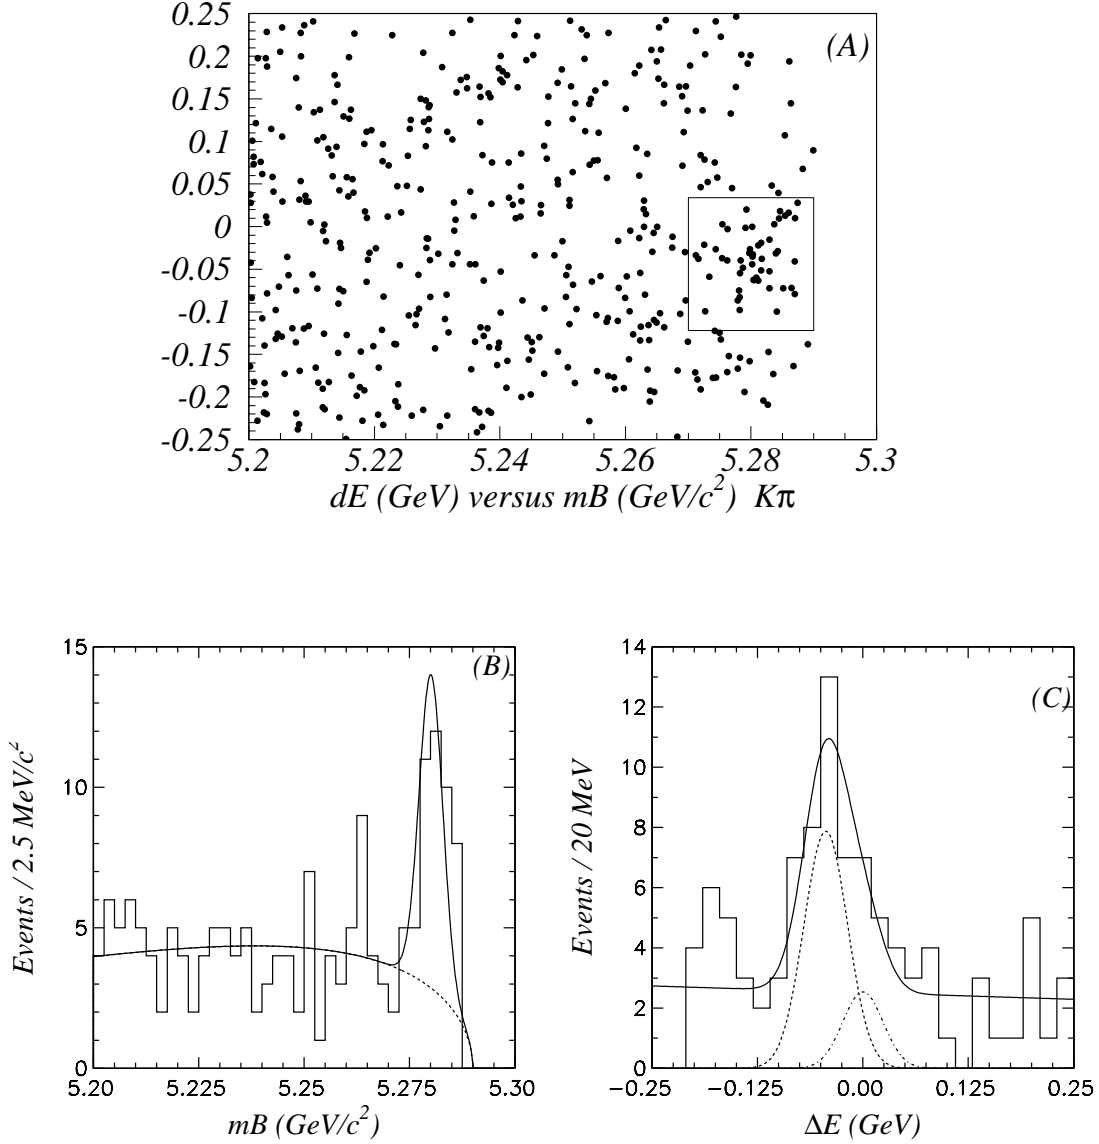 0.25
(A)
0.2
0.15
0.1
0.05
0
-0.05
-0.1
-0.15
-0.2
-0.25
5.2 5.22 5.24 5.26 5.28 5.3
dE (GeV) versus mB (GeV/c²) Kπ
15
(B)
10
5
0
5.20 5.225 5.25 5.275 5.30
Events / 2.5 MeV/c²
mB (GeV/c²)
14
(C)
12
10
8
6
4
2
0
−0.25 −0.125 0.00 0.125 0.25
Events / 20 MeV
ΔE (GeV)